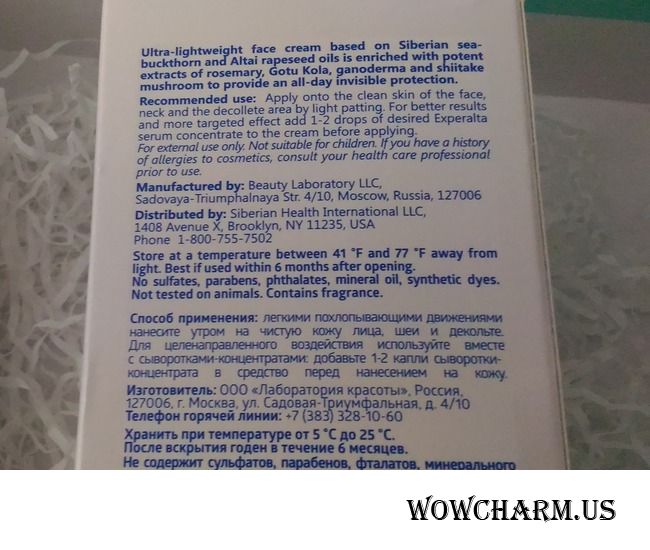 Ultra-lightweight face cream based on Siberian sea-
buckthorn and Altai rapeseed oils is enriched with potent
extracts of rosemary, Gotu Kola, ganoderma and shiitake
mushroom to provide an all-day invisible protection.
Recommended use: Apply onto the clean skin of the face,
neck and the decollete area by light patting. For better results
and more targeted effect add 1-2 drops of desired Experalta
serum concentrate to the cream before applying.
For external use only. Not suitable for children. If you have a history
of allergies to cosmetics, consult your health care professional
prior to use.
Manufactured by: Beauty Laboratory LLC,
Sadovaya-Triumphalnaya Str. 4/10, Moscow, Russia, 127006
Distributed by: Siberian Health International LLC,
1408 Avenue X, Brooklyn, NY 11235, USA
Phone 1-800-755-7502
Store at a temperature between 41 °F and 77 °F away from
light. Best if used within 6 months after opening.
No sulfates, parabens, phthalates, mineral oil, synthetic dyes.
Not tested on animals. Contains fragrance.
Способ применения: легкими похлопывающими движениями
нанесите утром на чистую кожу лица, шеи и декольте.
Для целенаправленного воздействия используйте вместе
с сыворотками-концентратами: добавьте 1-2 капли сыворотки-
концентрата в средство перед нанесением на кожу.
Изготовитель: ООО «Лаборатория красоты», Россия,
127006, г. Москва, ул. Садовая-Триумфальная, д. 4/10
Телефон горячей линии: +7 (383) 328-10-60
Хранить при температуре от 5 °C до 25 °C.
После вскрытия годен в течение 6 месяцев.
Не содержит сульфатов, парабенов, фталатов, минерального
WOWCHARM.US